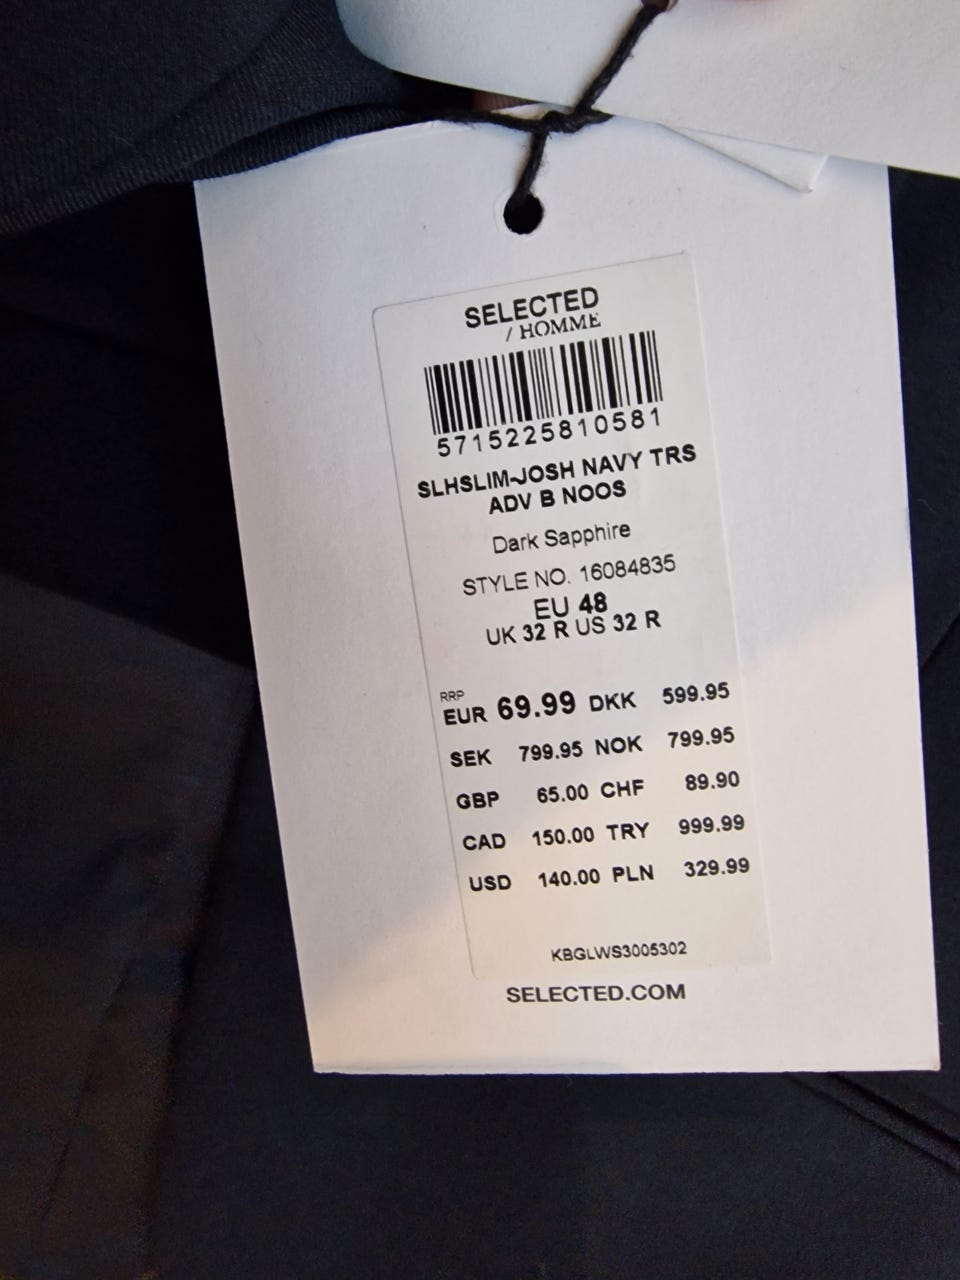 SELECTED
/ HOMME
5715225810581
SLHSLIM-JOSH NAVY TRS
ADV B NOOS
Dark Sapphire
STYLE NO. 16084835
EU 48
UK 32 R US 32 R
RRP
EUR 69.99 DKK 599.95
SEK 799.95 NOK 799.95
GBP 65.00 CHF 89.90
CAD 150.00 TRY 999.99
USD 140.00 PLN 329.99
KBGLWS3005302
SELECTED.COM